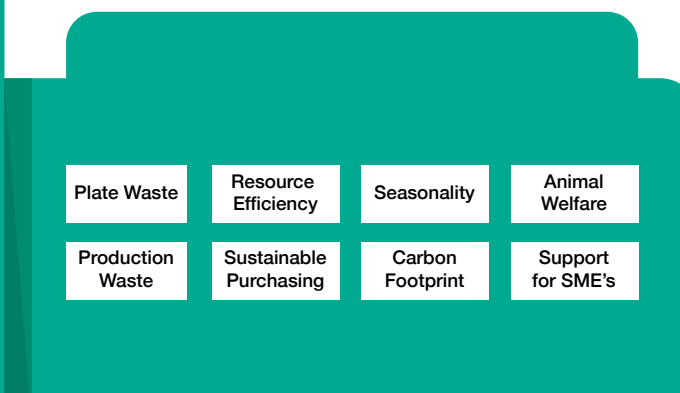 Plate Waste
Resource
Efficiency
Seasonality
Animal
Welfare
Production
Waste
Sustainable
Purchasing
Carbon
Footprint
Support
for SME’s